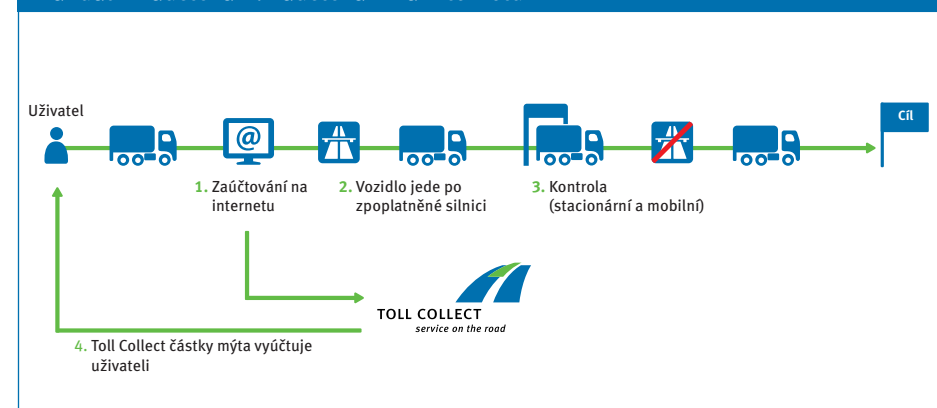 Uživatel
Cíl
@
1. Zaúčtování na
internetu
2. Vozidlo jede po
zpoplatněné silnici
3. Kontrola
(stacionární a mobilní)
TOLL COLLECT
service on the road
4. Toll Collect částky mýta vyúčtuje
uživateli